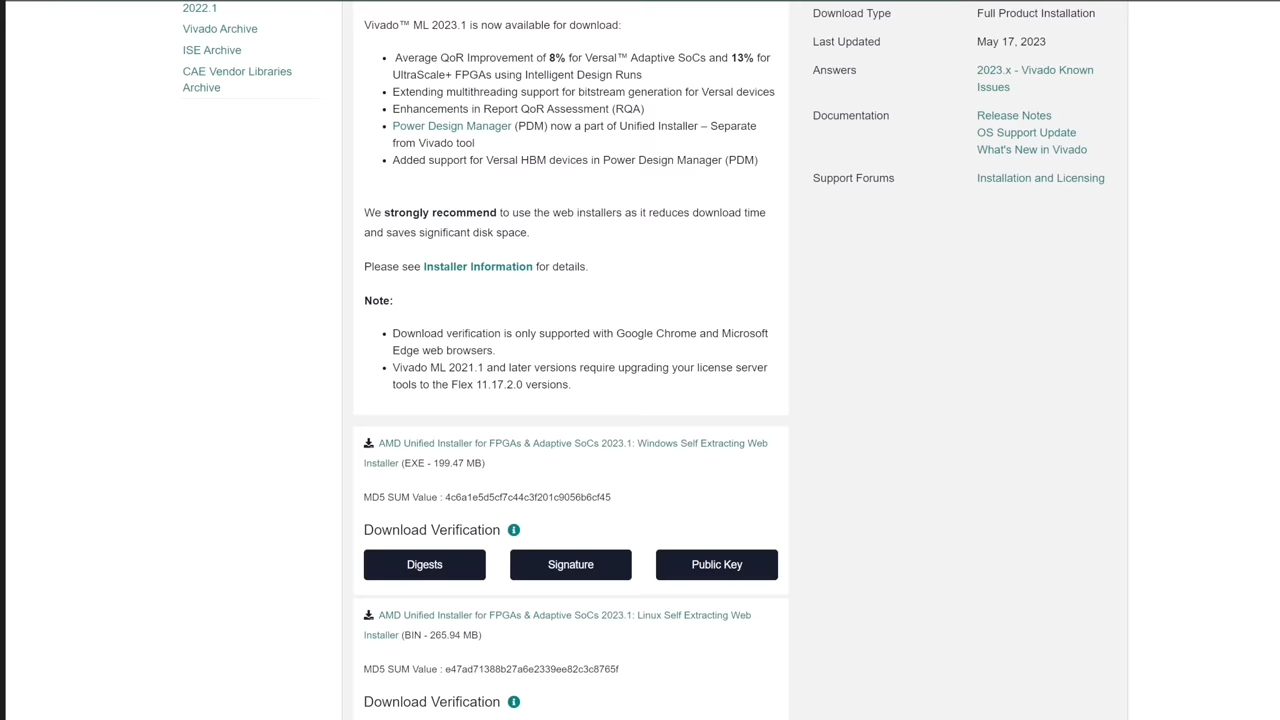 2022.1
Vivado Archive
ISE Archive
CAE Vendor Libraries
Archive
Vivado™ ML 2023.1 is now available for download:
• Average QoR Improvement of 8% for Versal™ Adaptive SoCs and 13% for
UltraScale+ FPGAs using Intelligent Design Runs
• Extending multithreading support for bitstream generation for Versal devices
• Enhancements in Report QoR Assessment (RQA)
• Power Design Manager (PDM) now a part of Unified Installer – Separate
from Vivado tool
• Added support for Versal HBM devices in Power Design Manager (PDM)
We strongly recommend to use the web installers as it reduces download time
and saves significant disk space.
Please see Installer Information for details.
Note:
• Download verification is only supported with Google Chrome and Microsoft
Edge web browsers.
• Vivado ML 2021.1 and later versions require upgrading your license server
tools to the Flex 11.17.2.0 versions.
AMD Unified Installer for FPGAs & Adaptive SoCs 2023.1: Windows Self Extracting Web
Installer (EXE - 199.47 MB)
MD5 SUM Value : 4c6a1e5d5cf7c44c3f201c9056b6cf45
Download Verification
Digests
Signature
Public Key
AMD Unified Installer for FPGAs & Adaptive SoCs 2023.1: Linux Self Extracting Web
Installer (BIN - 265.94 MB)
MD5 SUM Value : e47ad71388b27a6e2339ee82c3c8765f
Download Verification
Download Type Full Product Installation
Last Updated May 17, 2023
Answers 2023.x - Vivado Known
Issues
Documentation Release Notes
OS Support Update
What's New in Vivado
Support Forums Installation and Licensing